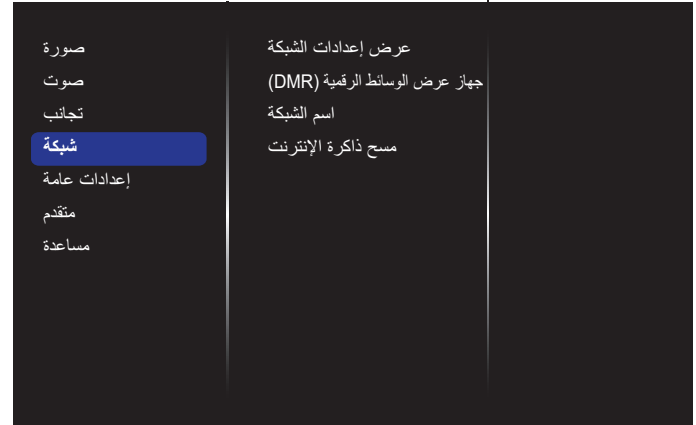 صورة
صوت
تجانب
شبكة
إعدادات عامة
متقدم
مساعدة
عرض إعدادات الشبكة
جهاز عرض الوسائط الرقمية (DMR)
اسم الشبكة
مسح ذاكرة الإنترنت